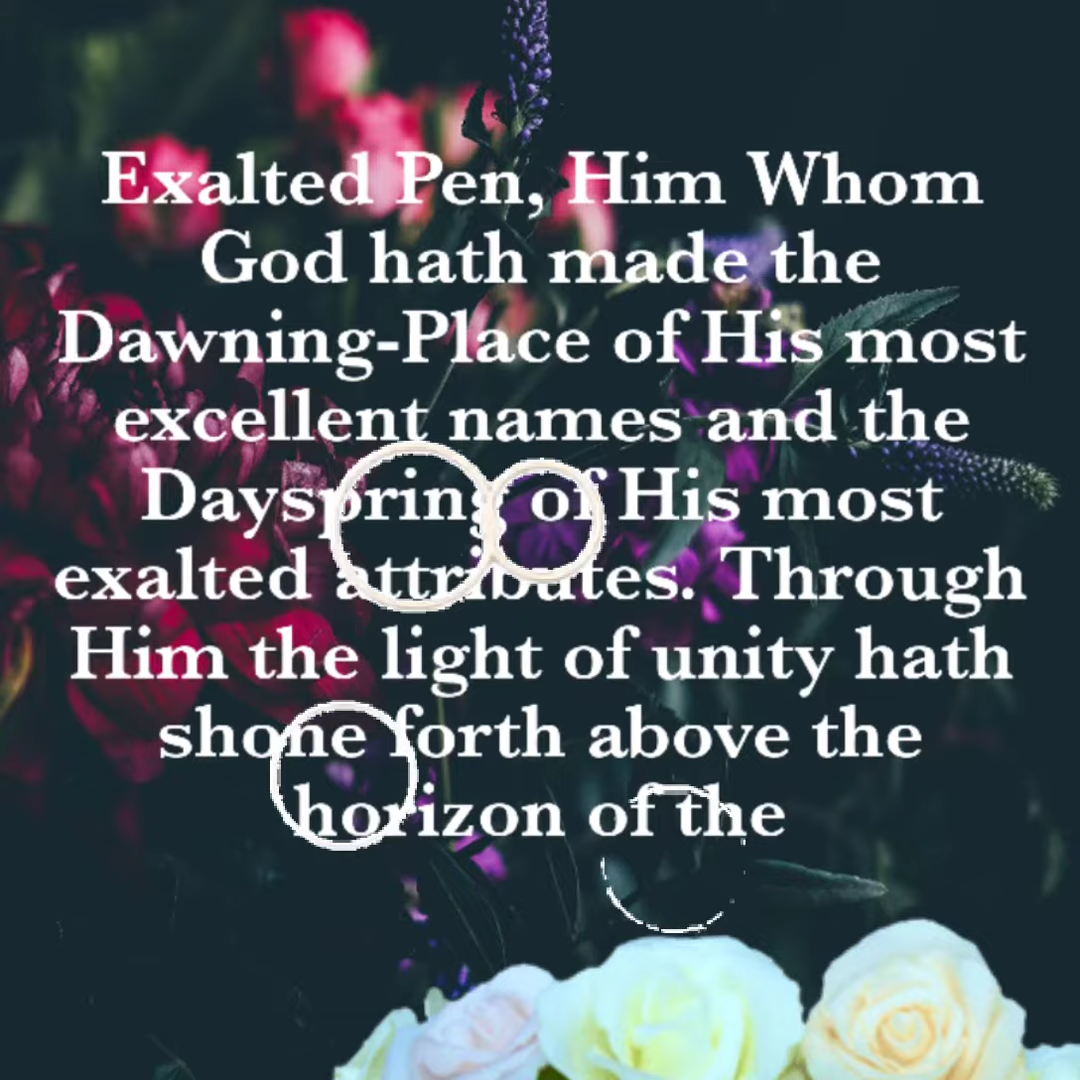 Exalted Pen, Him Whom
God hath made the
Dawning-Place of His most
excellent names and the
Dayspring of His most
exalted attributes. Through
Him the light of unity hath
shone forth above the
horizon of the